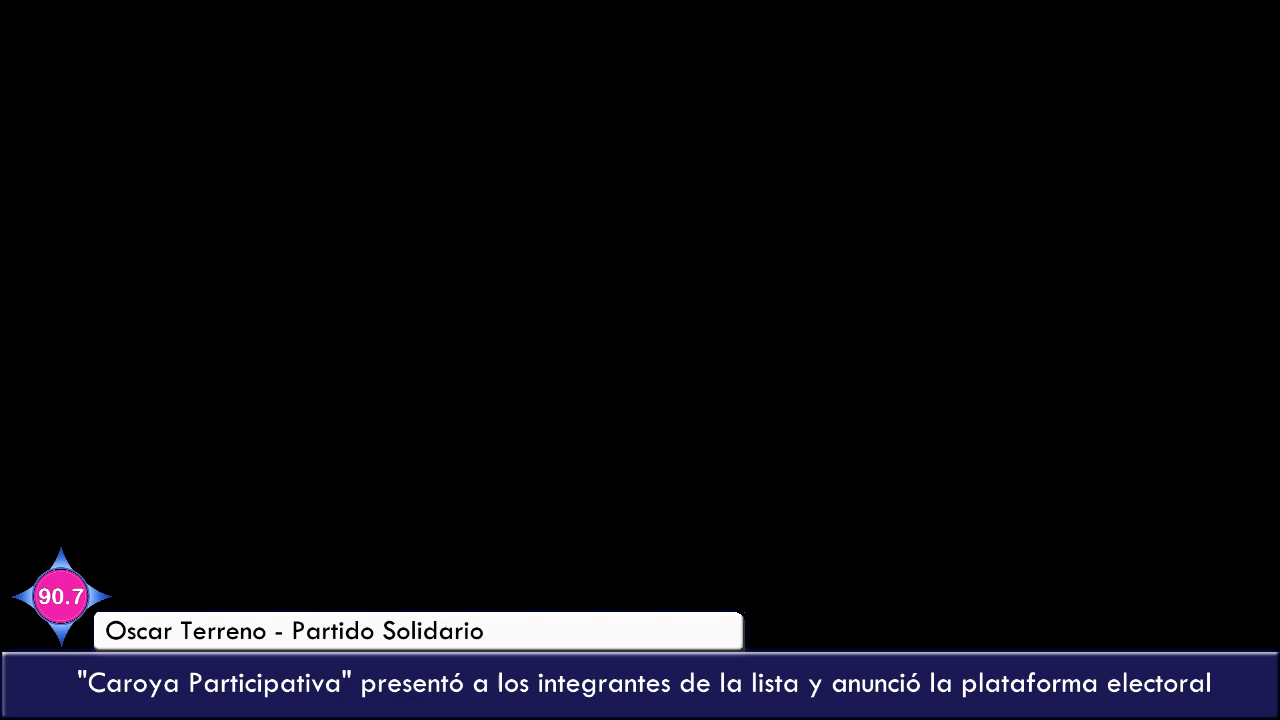 90.7
Oscar Terreno - Partido Solidario
"Caroya Participativa" presentó a los integrantes de la lista y anunció la plataforma electoral